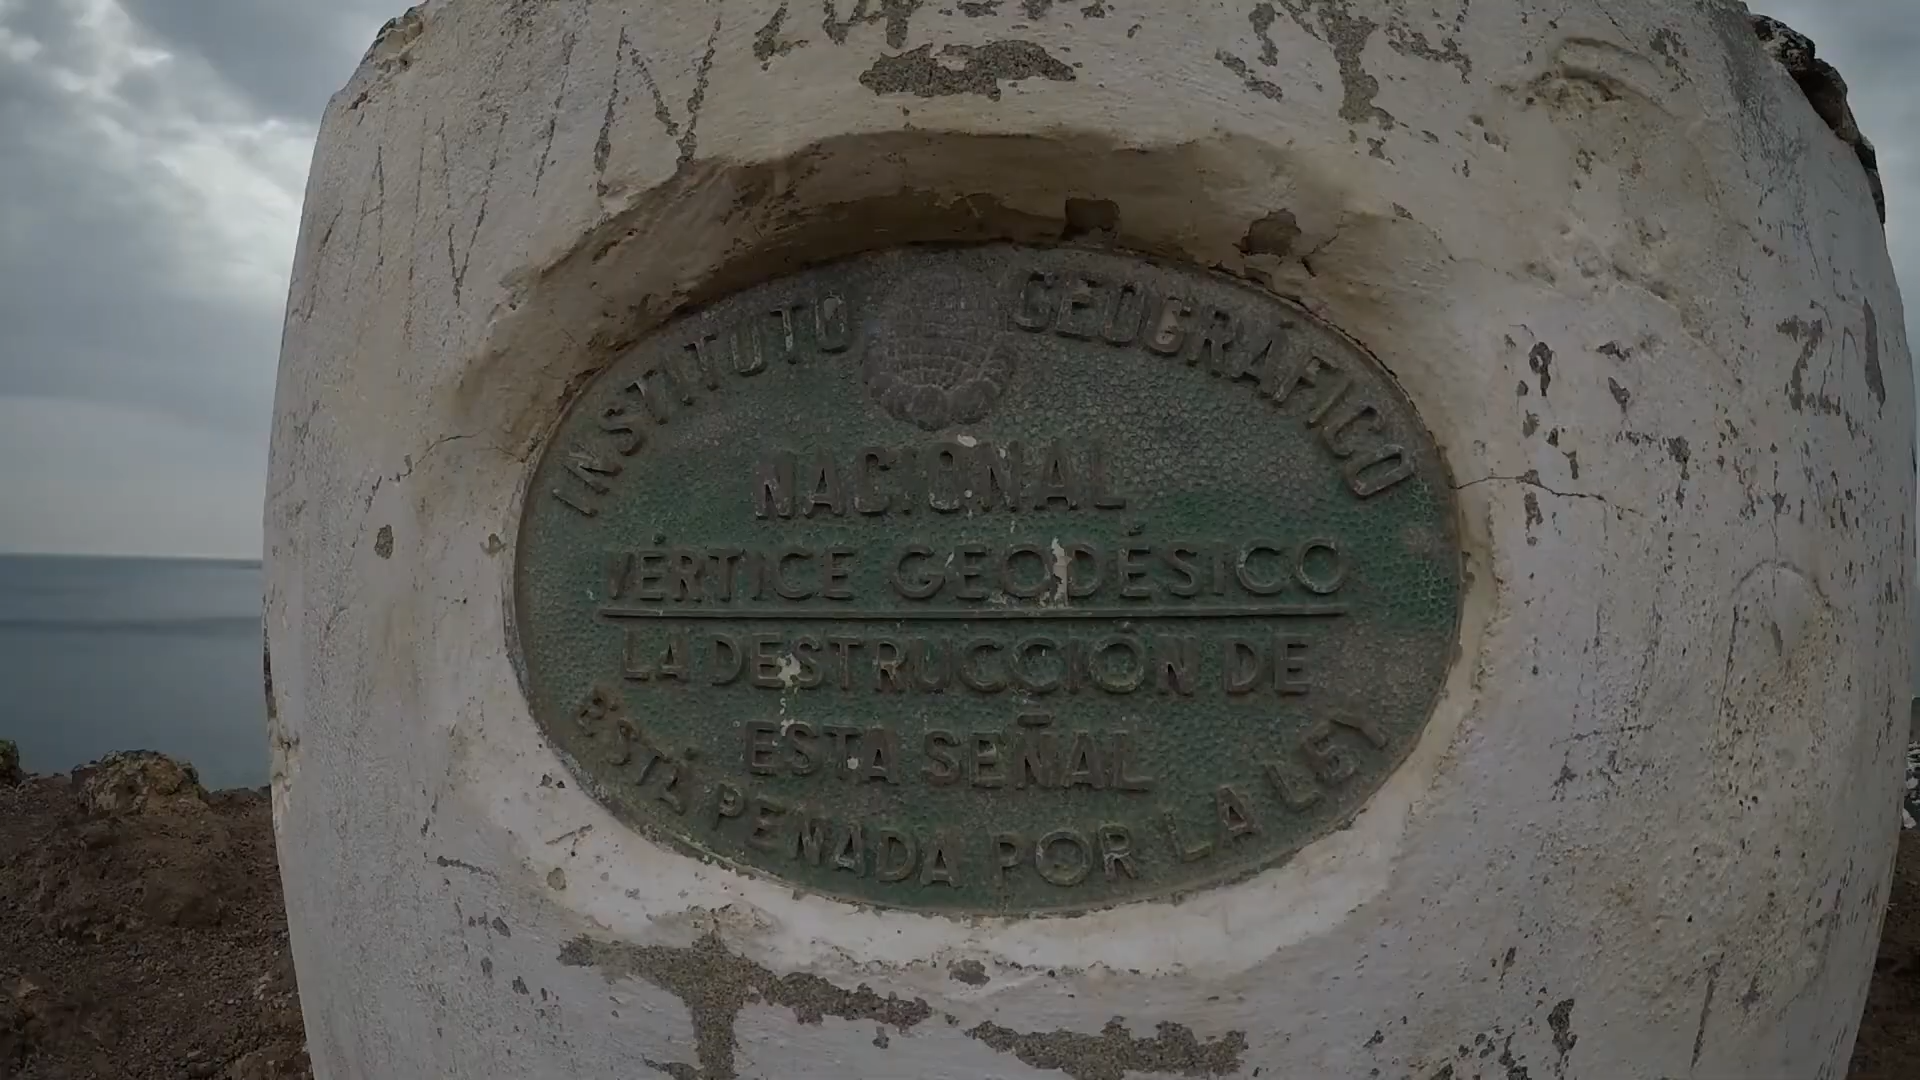 INSTITUTO GEOGRÁFICO
NACIONAL
VÉRTICE GEODÉSICO
LA DESTRUCCIÓN DE
ESTA SEÑAL
ESTÁ PENADA POR LA LEY